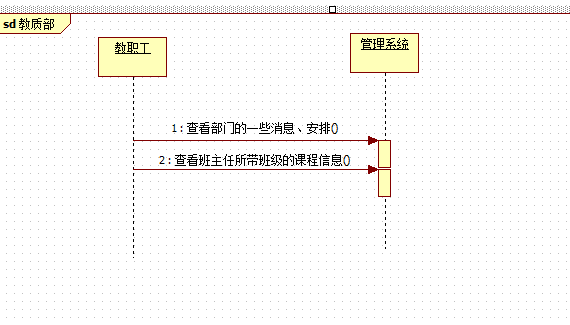 sd 教质部
教职工
管理系统
1 : 查看部门的一些消息、安排()
2 : 查看班主任所带班级的课程信息()